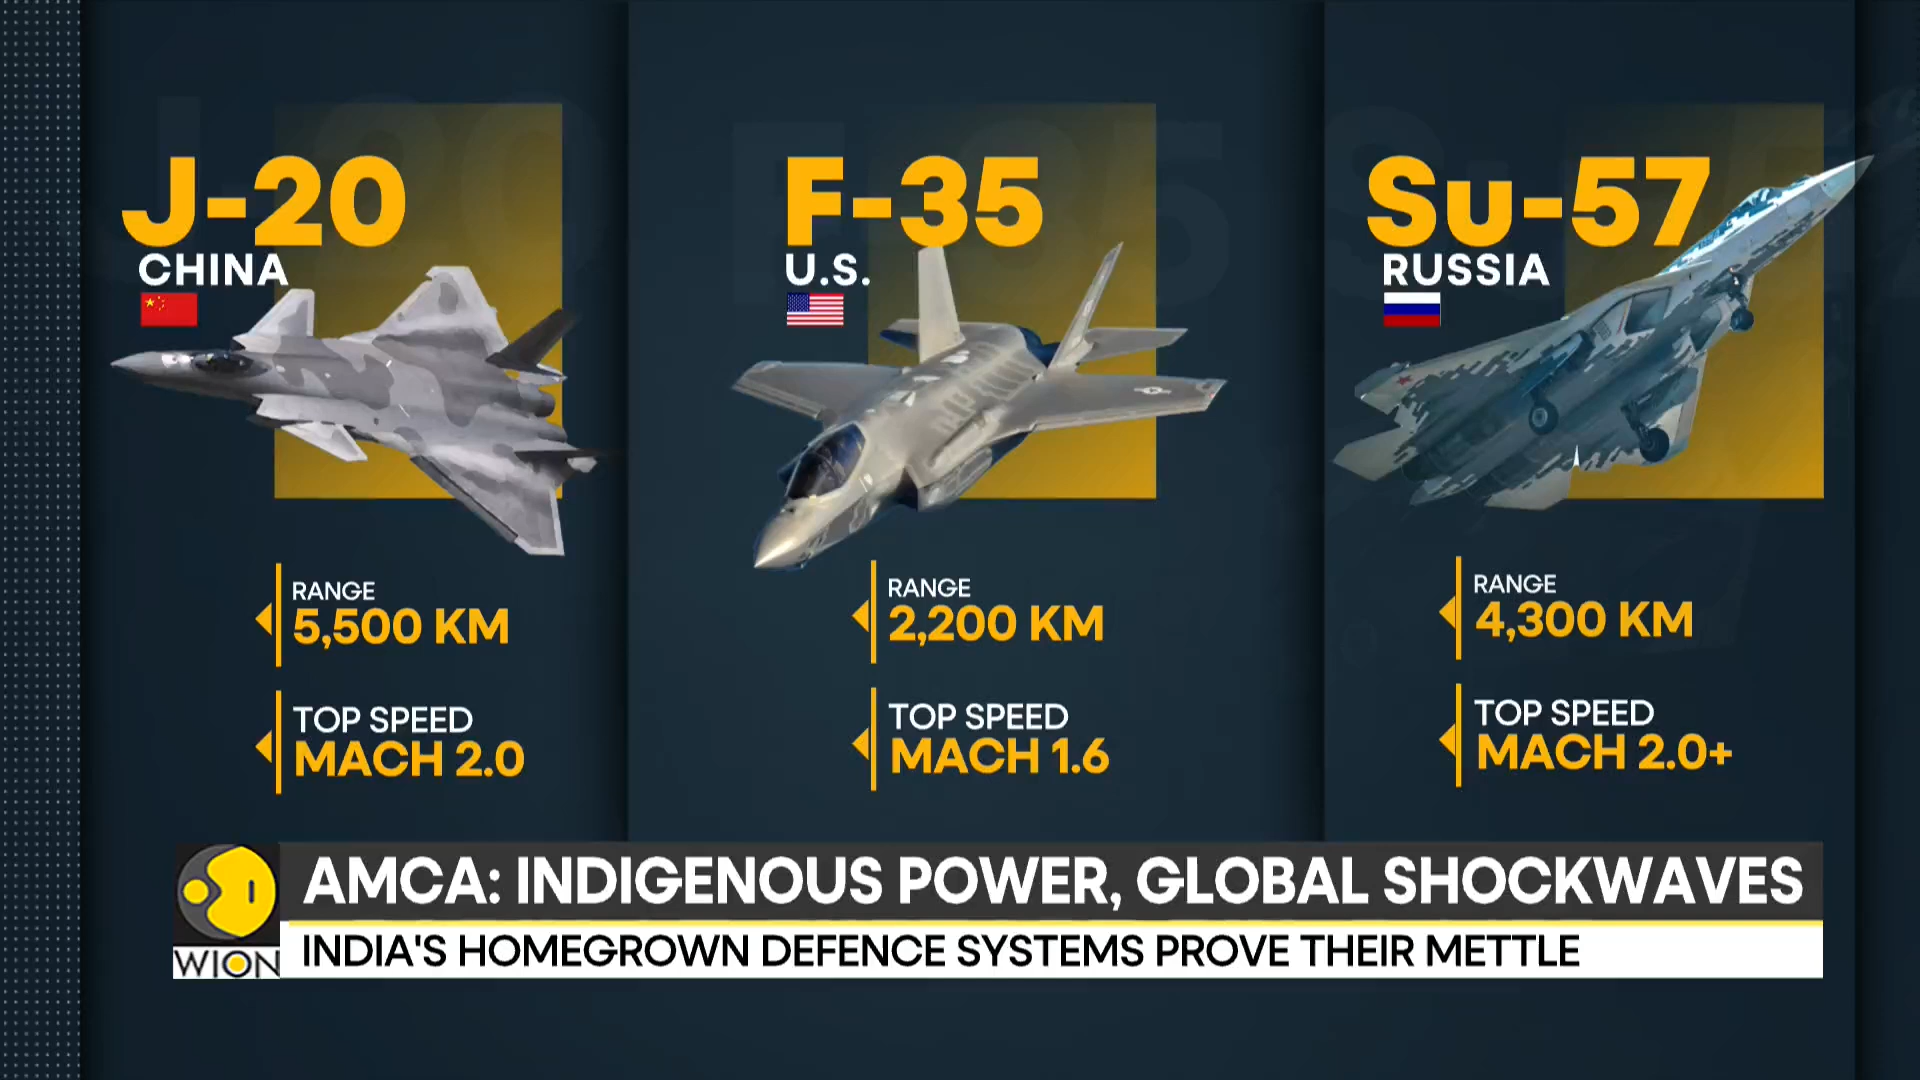 J-20
CHINA
RANGE
5,500 KM
TOP SPEED
MACH 2.0
F-35
U.S.
RANGE
2,200 KM
TOP SPEED
MACH 1.6
Su-57
RUSSIA
RANGE
4,300 KM
TOP SPEED
MACH 2.0+
AMCA: INDIGENOUS POWER, GLOBAL SHOCKWAVES
INDIA'S HOMEGROWN DEFENCE SYSTEMS PROVE THEIR METTLE
WION